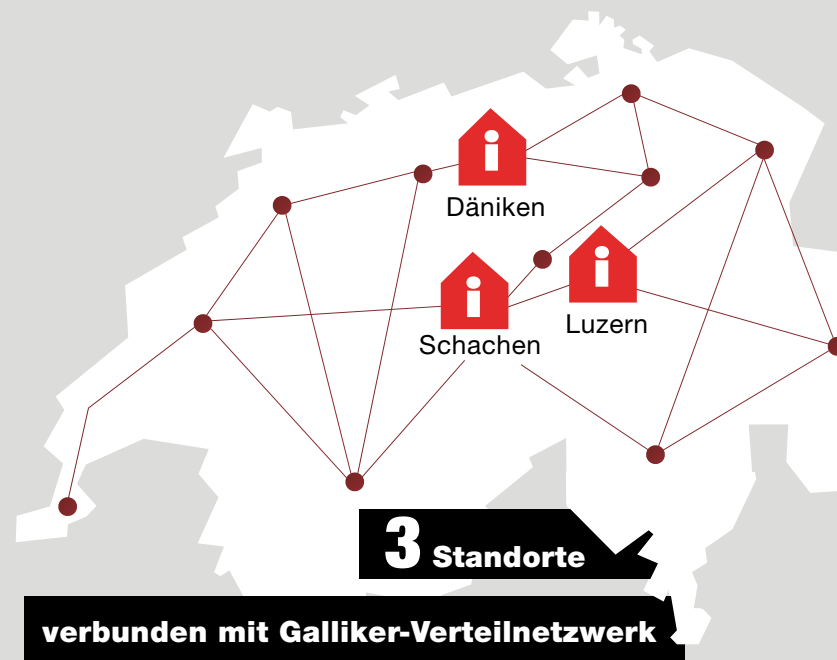 Däniken
Luzern
Schachen
3 Standorte
verbunden mit Galliker-Verteilnetzwerk